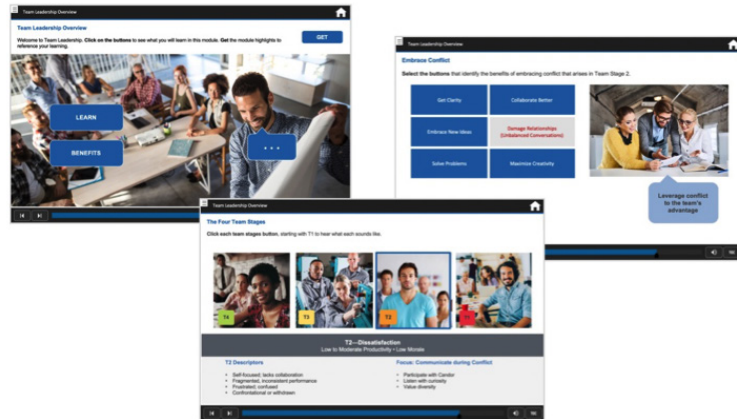 Team Leadership Overview
Team Leadership Overview
Welcome to Team Leadership. Click on the buttons to see what you will learn in this module. Get the module highlights to
reference your learning.
GET
LEARN
BENEFITS
...
Team Leadership Overview
Embrace Conflict
Select the buttons that identify the benefits of embracing conflict that arises in Team Stage 2.
Get Clarity
Collaborate Better
Embrace New Ideas
Damage Relationships
(Unbalanced Conversations)
Solve Problems
Maximize Creativity
Leverage conflict
to the team's
advantage
Team Leadership Overview
The Four Team Stages
Click each team stages button, starting with T1 to hear what each sounds like.
T4
T3
T2
T1
T2—Dissatisfaction
Low to Moderate Productivity • Low Morale
T2 Descriptors
• Self-focused; lacks collaboration
• Fragmented, inconsistent performance
• Frustrated; confused
• Confrontational or withdrawn
Focus: Communicate during Conflict
• Participate with Candor
• Listen with curiosity
• Value diversity